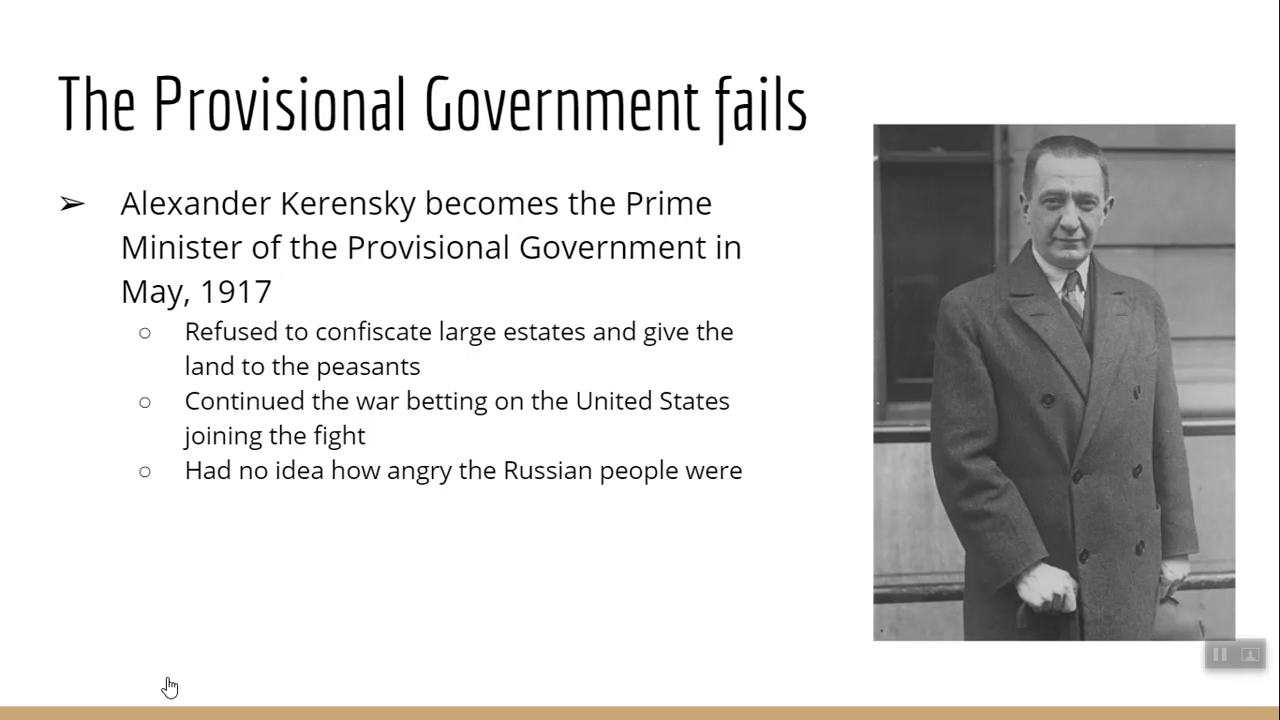 The Provisional Government fails
➢ Alexander Kerensky becomes the Prime
Minister of the Provisional Government in
May, 1917
○ Refused to confiscate large estates and give the
land to the peasants
○ Continued the war betting on the United States
joining the fight
○ Had no idea how angry the Russian people were